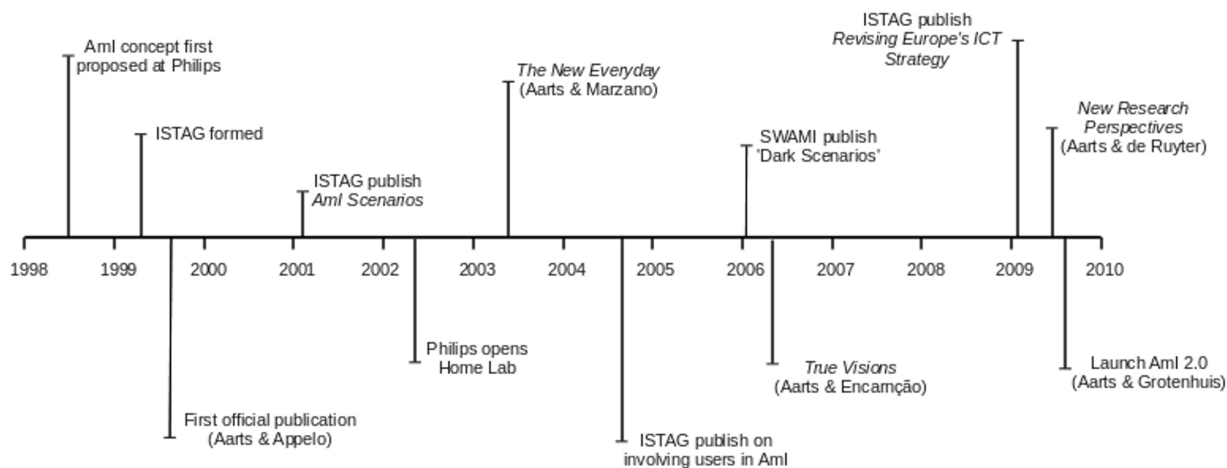 AmI concept first
proposed at Philips
ISTAG formed
ISTAG publish
AmI Scenarios
The New Everyday
(Aarts & Marzano)
SWAMI publish
'Dark Scenarios'
ISTAG publish
Revising Europe's ICT
Strategy
New Research
Perspectives
(Aarts & de Ruyter)
1998 1999 2000 2001 2002 2003 2004 2005 2006 2007 2008 2009 2010
First official publication
(Aarts & Appelo)
Philips opens
Home Lab
ISTAG publish on
involving users in AmI
True Visions
(Aarts & Encarnção)
Launch AmI 2.0
(Aarts & Grotenhuis)